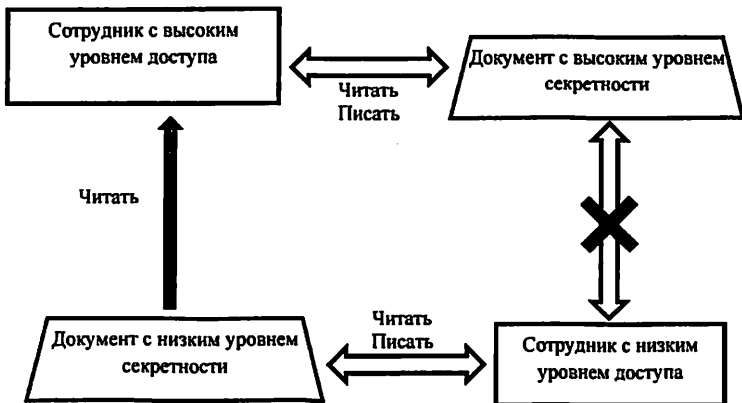 Сотрудник с высоким
уровнем доступа
Читать
Писать
Документ с высоким уровнем
секретности
Читать
Документ с низким уровнем
секретности
Читать
Писать
Сотрудник с низким
уровнем доступа